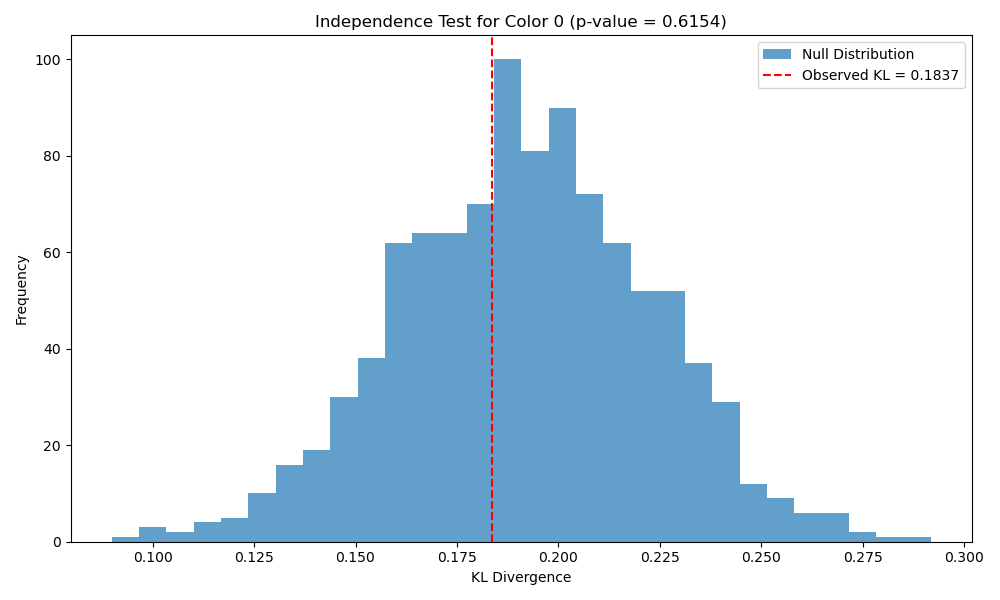 Independence Test for Color 0 (p-value = 0.6154)
Null Distribution
Observed KL = 0.1837
Frequency
100
80
60
40
20
0
0.100 0.125 0.150 0.175 0.200 0.225 0.250 0.275 0.300
KL Divergence